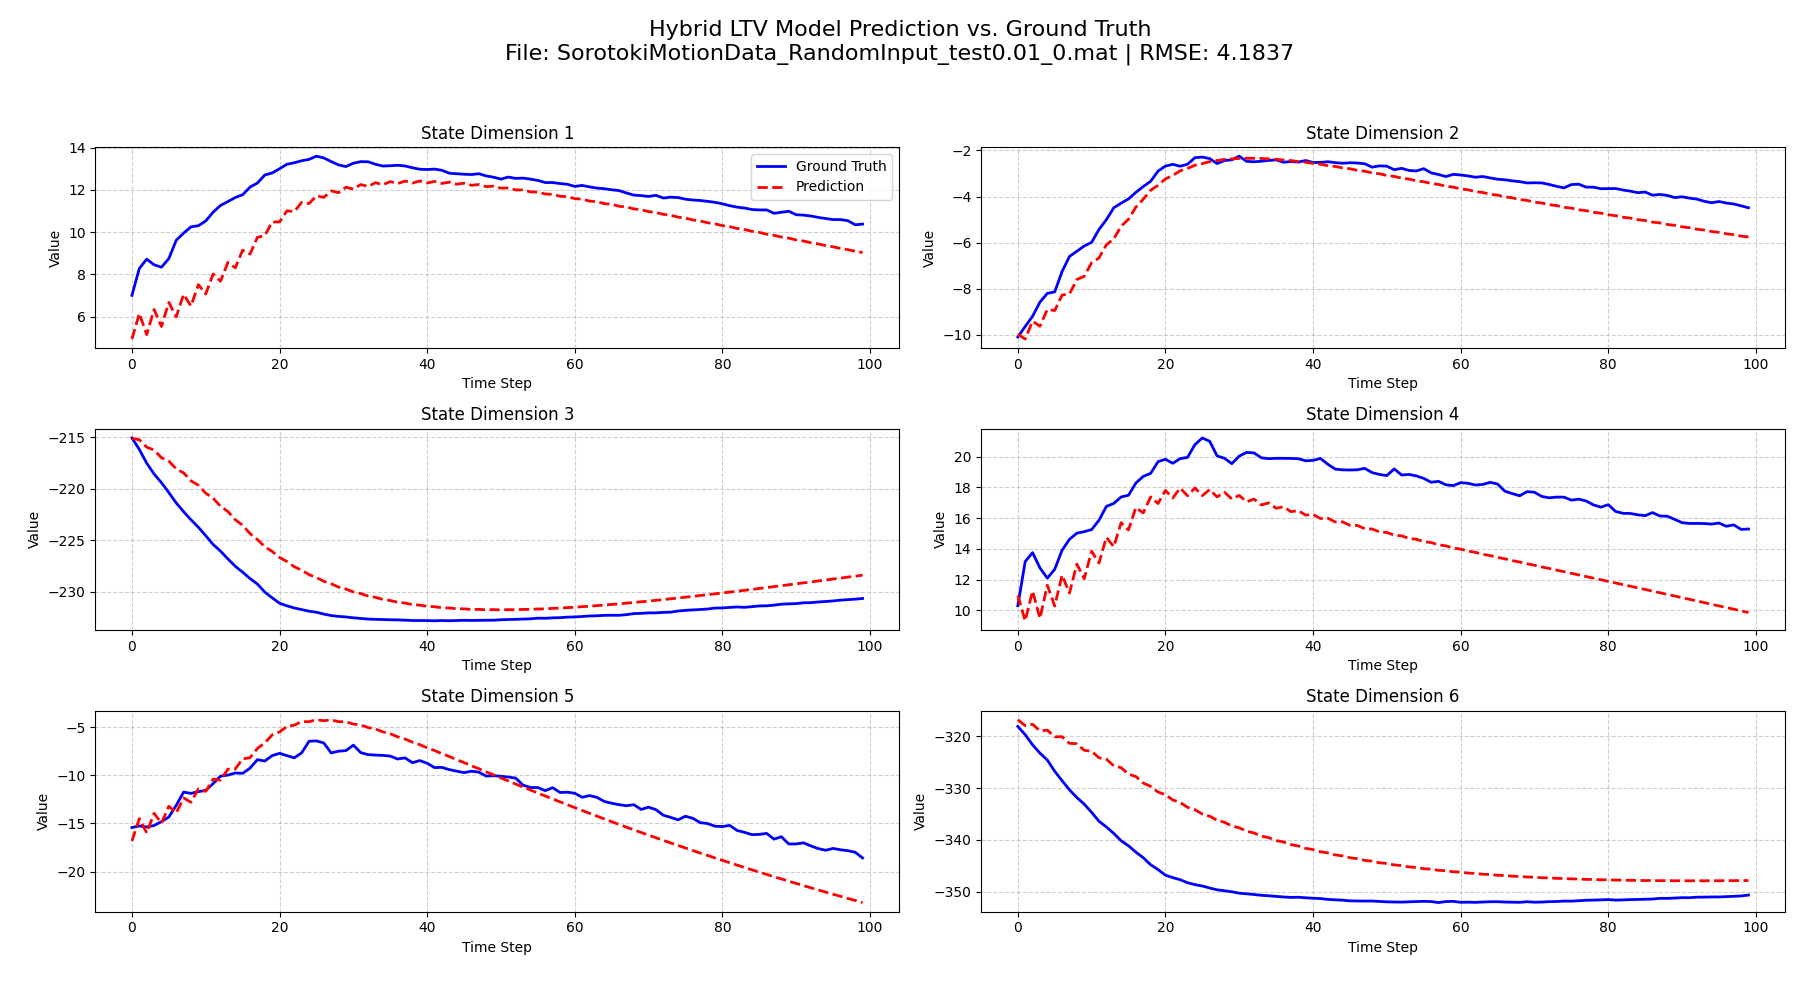 Hybrid LTV Model Prediction vs. Ground Truth
File: SorotokiMotionData_RandomInput_test0.01_0.mat | RMSE: 4.1837
State Dimension 1
Value
14
12
10
8
6
Ground Truth
Prediction
0 20 40 60 80 100
Time Step
State Dimension 2
Value
−2
−4
−6
−8
−10
0 20 40 60 80 100
Time Step
State Dimension 3
Value
−215
−220
−225
−230
0 20 40 60 80 100
Time Step
State Dimension 4
Value
20
18
16
14
12
10
0 20 40 60 80 100
Time Step
State Dimension 5
Value
−5
−10
−15
−20
0 20 40 60 80 100
Time Step
State Dimension 6
Value
−320
−330
−340
−350
0 20 40 60 80 100
Time Step